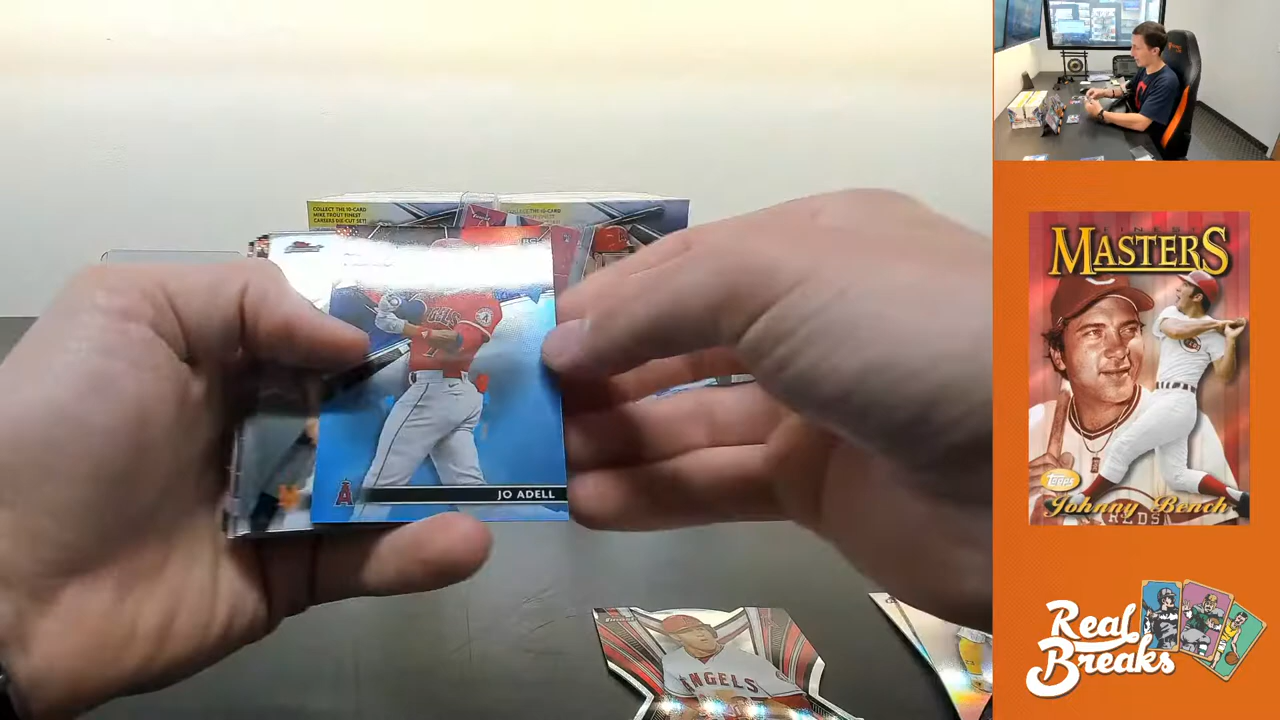 COLLECT THE 10-CARD
MIKE TROUT FINEST
CAREERS DIE-CUT SET!
JO ADELL
ANGELS
MASTERS
Topps
Johnny Bench
REDS
Real
Breaks